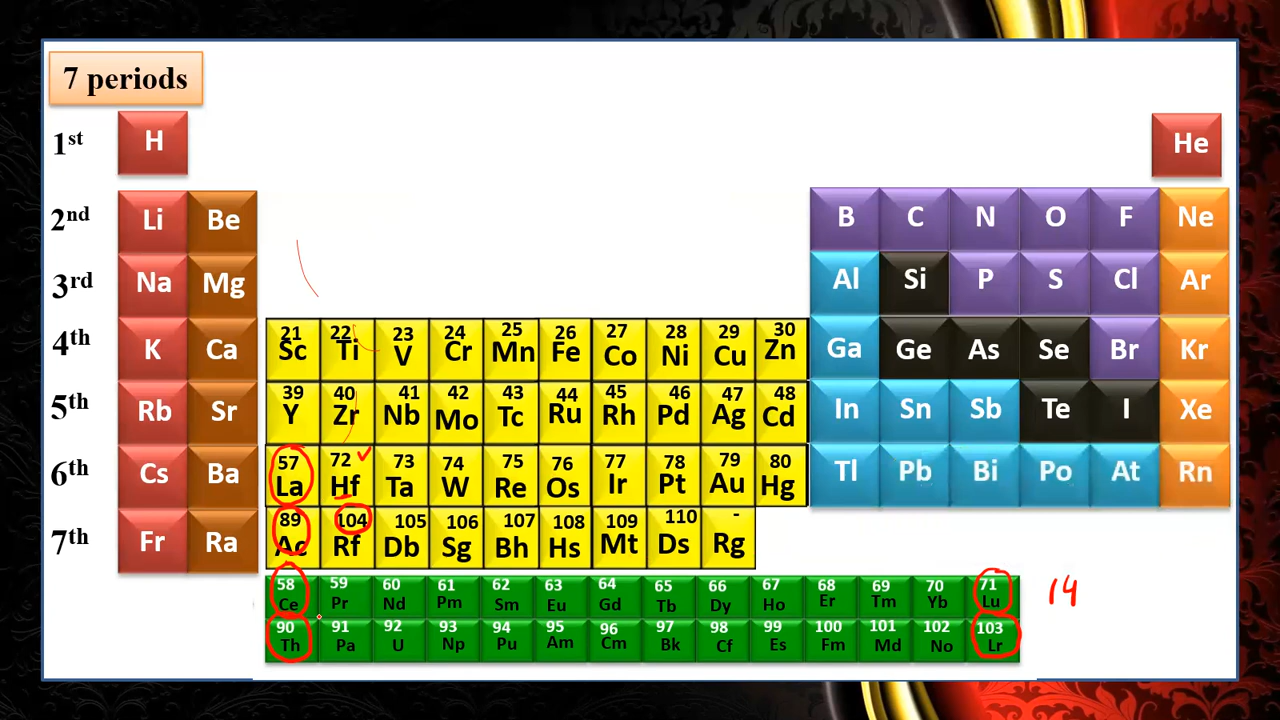 7 periods
1st H He
2nd Li Be B C N O F Ne
3rd Na Mg Al Si P S Cl Ar
21 22 23 24 25 26 27 28 29 30
4th K Ca Sc Ti V Cr Mn Fe Co Ni Cu Zn Ga Ge As Se Br Kr
39 40 41 42 43 44 45 46 47 48
5th Rb Sr Y Zr Nb Mo Tc Ru Rh Pd Ag Cd In Sn Sb Te I Xe
57 72 73 74 75 76 77 78 79 80
6th Cs Ba La Hf Ta W Re Os Ir Pt Au Hg Tl Pb Bi Po At Rn
89 104 105 106 107 108 109 110 -
7th Fr Ra Ac Rf Db Sg Bh Hs Mt Ds Rg
58 59 60 61 62 63 64 65 66 67 68 69 70 71
Ce Pr Nd Pm Sm Eu Gd Tb Dy Ho Er Tm Yb Lu 14
90 91 92 93 94 95 96 97 98 99 100 101 102 103
Th Pa U Np Pu Am Cm Bk Cf Es Fm Md No Lr